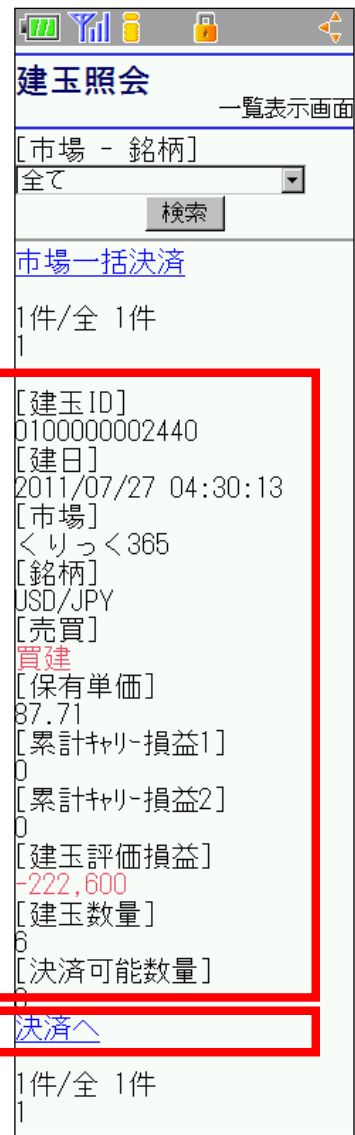 建玉照会
一覧表示画面
[市場 - 銘柄]
全て
検索
市場一括決済
1件/全 1件
1
[建玉ID]
0100000002440
[建日]
2011/07/27 04:30:13
[市場]
くりっく365
[銘柄]
USD/JPY
[売買]
買建
[保有単価]
87.71
[累計ｷｬﾘｰ損益1]
0
[累計ｷｬﾘｰ損益2]
0
[建玉評価損益]
-222,600
[建玉数量]
6
[決済可能数量]
決済へ
1件/全 1件
1